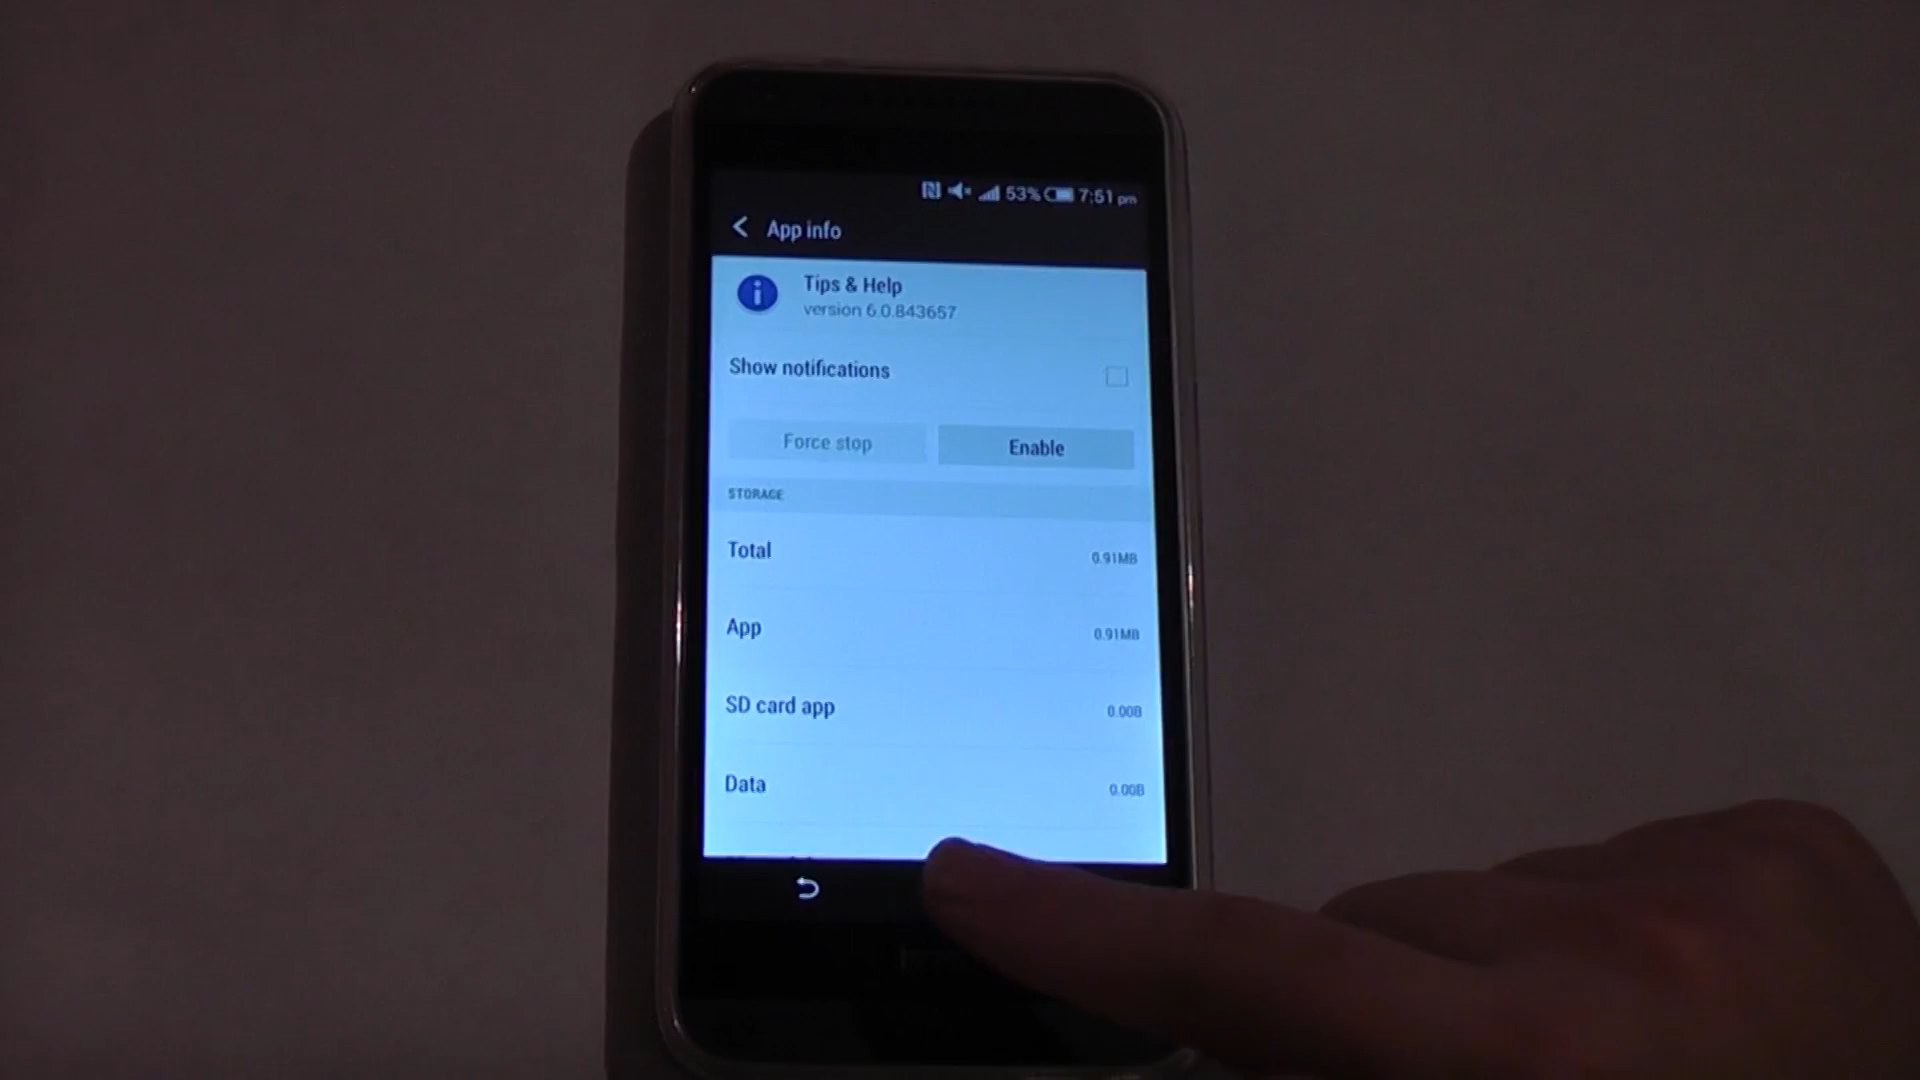 53% 7:51 pm
App info
Tips & Help
version 6.0.843657
Show notifications
Force stop Enable
STORAGE
Total 0.91MB
App 0.91MB
SD card app 0.00B
Data 0.00B